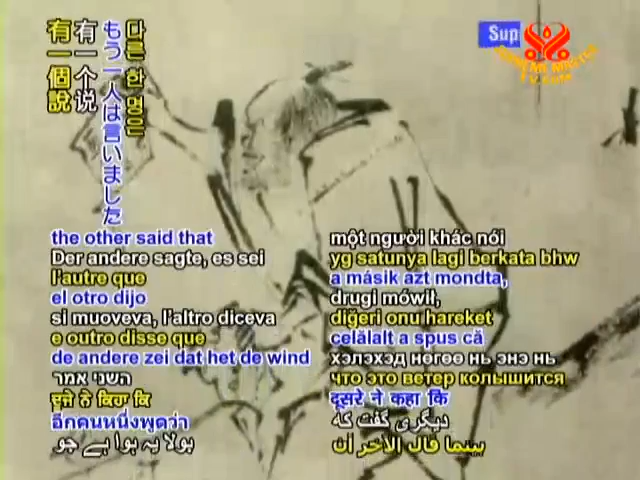 다른 한 명은
もう一人は言いました
有一个说
有一個說
Sup
the other said that
Der andere sagte, es sei
l'autre que
el otro dijo
si muoveva, l'altro diceva
e outro disse que
de andere zei dat het de wind
השני אמר
ਦੂਜੇ ਨੇ ਕਿਹਾ ਕਿ
อีกคนหนึ่งพูดว่า
بولا یہ ہوا ہے جو
một người khác nói
yg satunya lagi berkata bhw
a másik azt mondta,
drugi mówił,
diğeri onu hareket
celălalt a spus că
хэлэхэд нөгөө нь энэ нь
что это ветер колышится
दूसरे ने कहा कि
دیگری گفت که
بينما قال الآخر أن